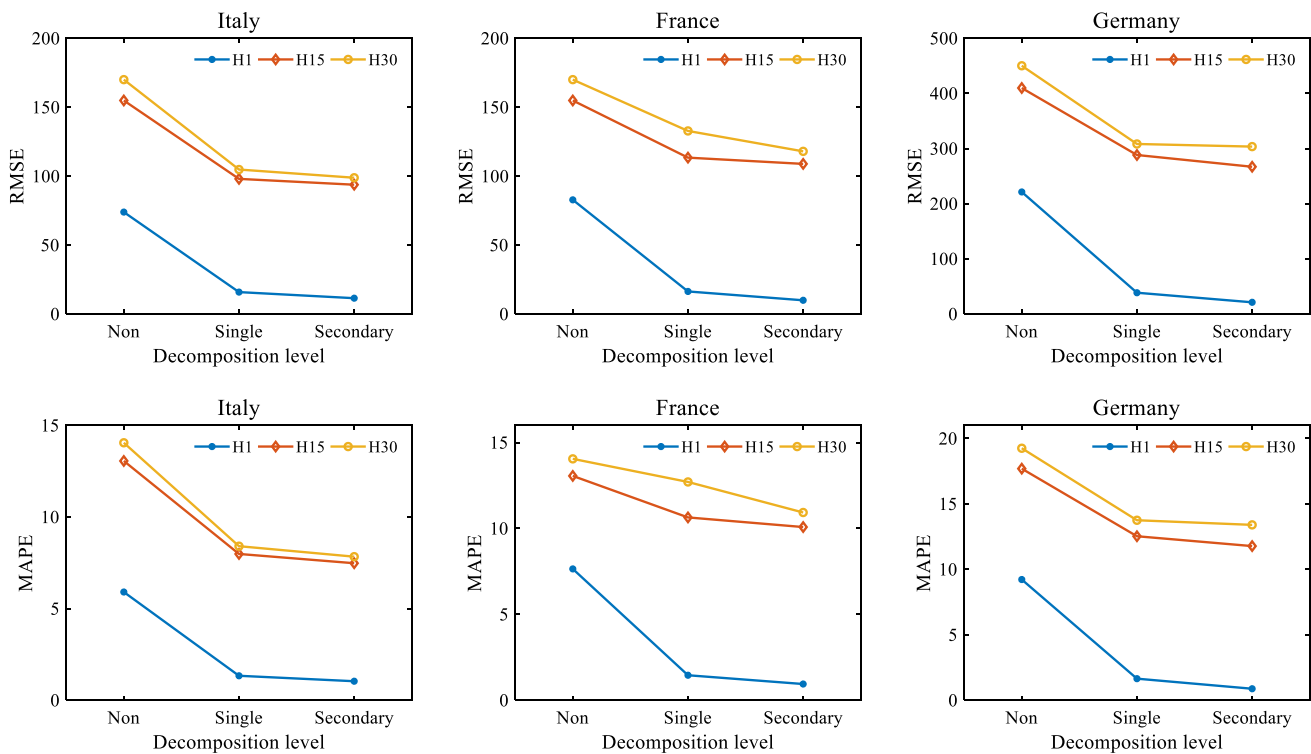 Italy
200
150
100
50
0
RMSE
H1 H15 H30
Non Single Secondary
Decomposition level
France
200
150
100
50
0
RMSE
H1 H15 H30
Non Single Secondary
Decomposition level
Germany
500
400
300
200
100
0
RMSE
H1 H15 H30
Non Single Secondary
Decomposition level
Italy
15
10
5
0
MAPE
H1 H15 H30
Non Single Secondary
Decomposition level
France
15
10
5
0
MAPE
H1 H15 H30
Non Single Secondary
Decomposition level
Germany
20
15
10
5
0
MAPE
H1 H15 H30
Non Single Secondary
Decomposition level